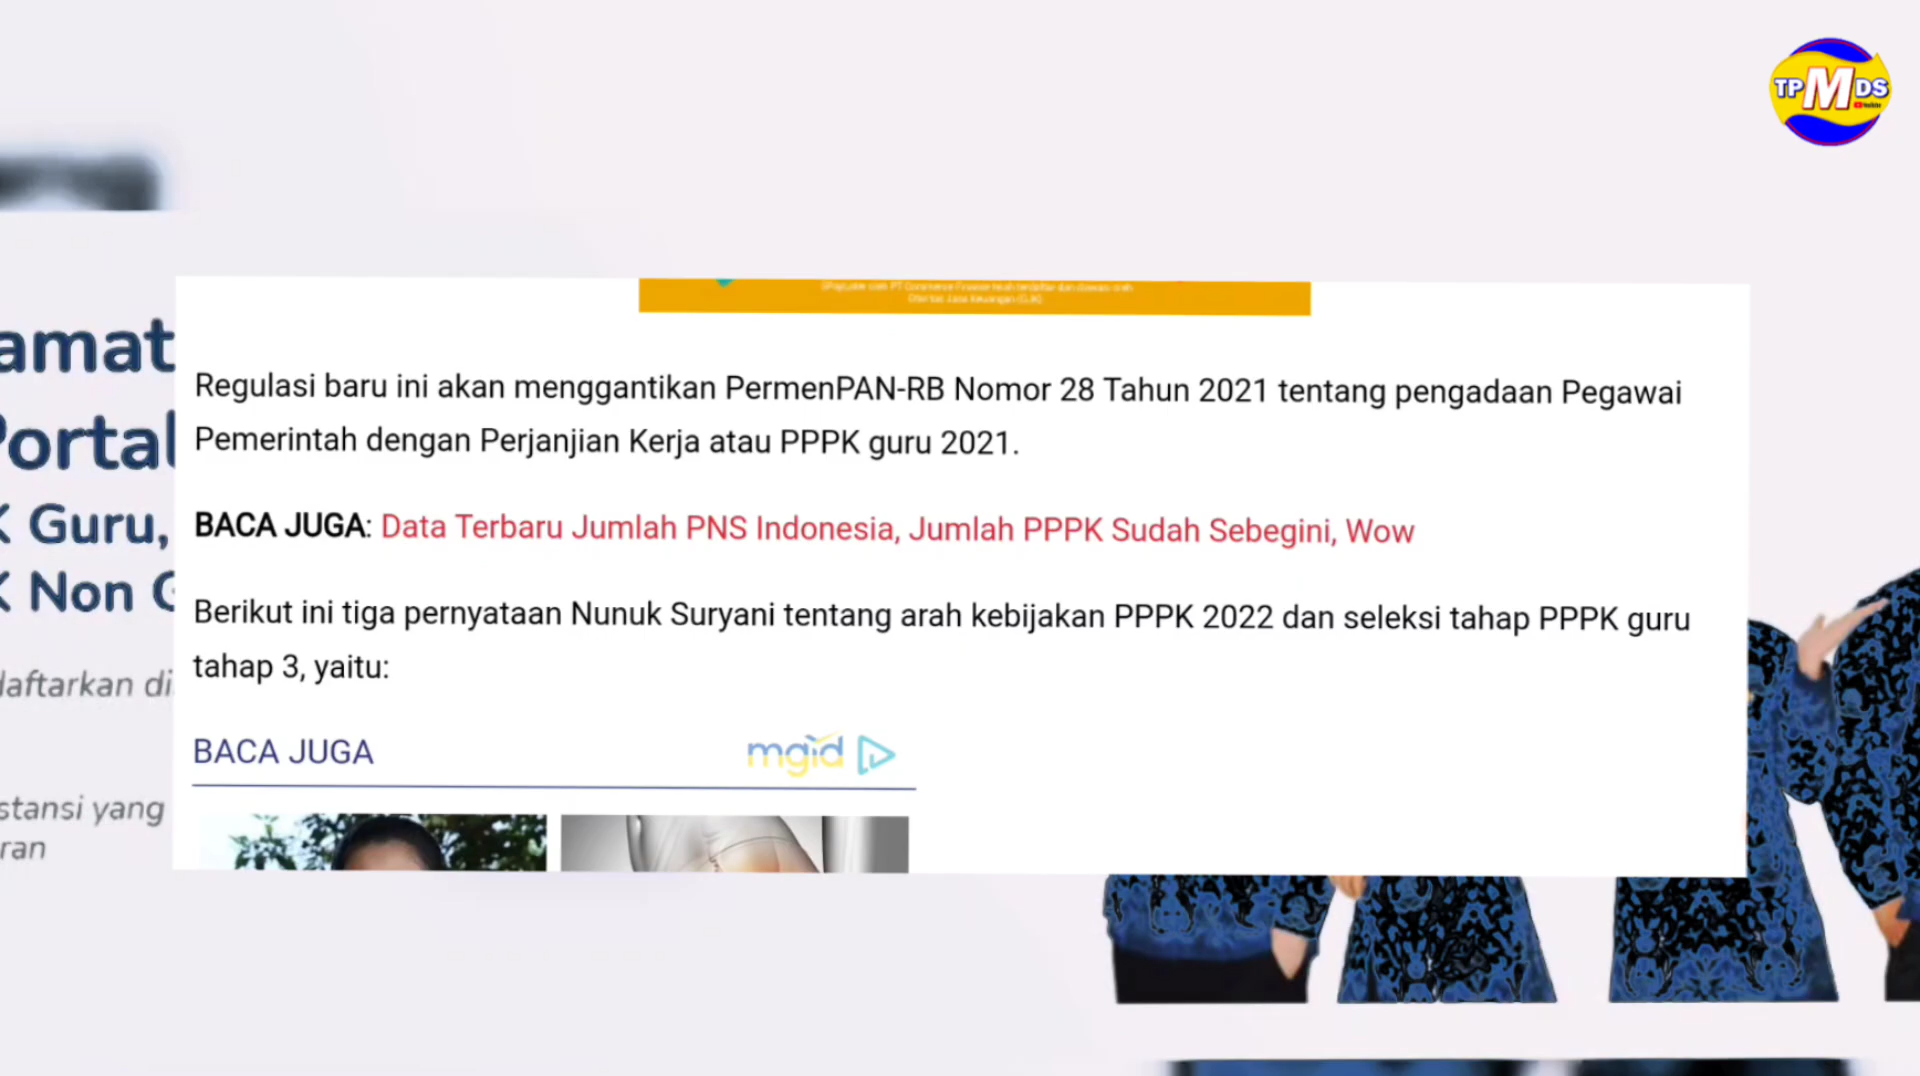 TPMDS
YouTube
amat
Portal
K Guru,
K Non G
daftarkan di
stansi yang
ran
Regulasi baru ini akan menggantikan PermenPAN-RB Nomor 28 Tahun 2021 tentang pengadaan Pegawai
Pemerintah dengan Perjanjian Kerja atau PPPK guru 2021.
BACA JUGA: Data Terbaru Jumlah PNS Indonesia, Jumlah PPPK Sudah Sebegini, Wow
Berikut ini tiga pernyataan Nunuk Suryani tentang arah kebijakan PPPK 2022 dan seleksi tahap PPPK guru
tahap 3, yaitu:
BACA JUGA
mgid